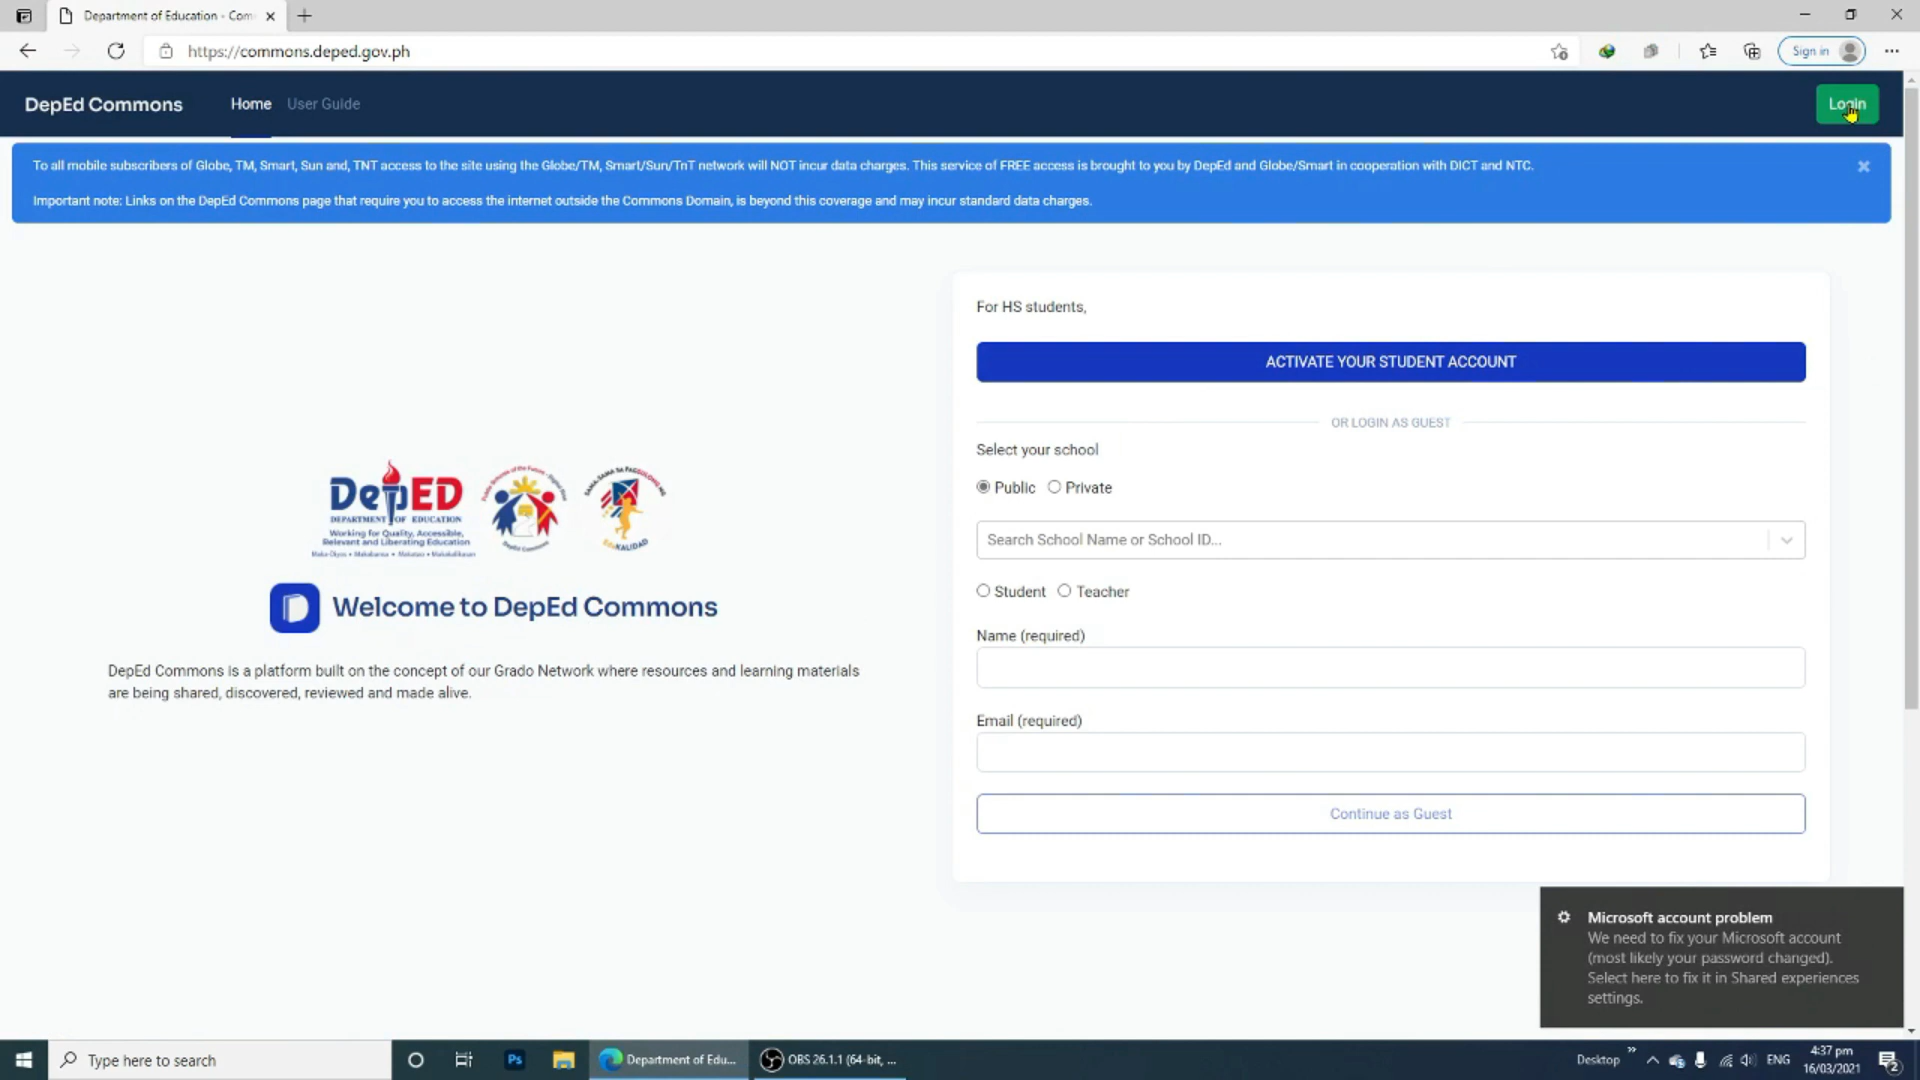 Department of Education - Com
https://commons.deped.gov.ph
Sign in
DepEd Commons
Home
User Guide
Login
To all mobile subscribers of Globe, TM, Smart, Sun and, TNT access to the site using the Globe/TM, Smart/Sun/TnT network will NOT incur data charges. This service of FREE access is brought to you by DepEd and Globe/Smart in cooperation with DICT and NTC.
Important note: Links on the DepEd Commons page that require you to access the internet outside the Commons Domain, is beyond this coverage and may incur standard data charges.
For HS students,
ACTIVATE YOUR STUDENT ACCOUNT
OR LOGIN AS GUEST
Select your school
Public
Private
Search School Name or School ID...
Student
Teacher
Name (required)
Email (required)
Continue as Guest
DepED
DEPARTMENT OF EDUCATION
Working for Quality, Accessible,
Relevant and Liberating Education
Welcome to DepEd Commons
DepEd Commons is a platform built on the concept of our Grado Network where resources and learning materials
are being shared, discovered, reviewed and made alive.
Microsoft account problem
We need to fix your Microsoft account
(most likely your password changed).
Select here to fix it in Shared experiences
settings.
Type here to search
Ps
Department of Edu...
OBS 26.1.1 (64-bit, ...
Desktop
ENG
4:37 pm
16/03/2021
2